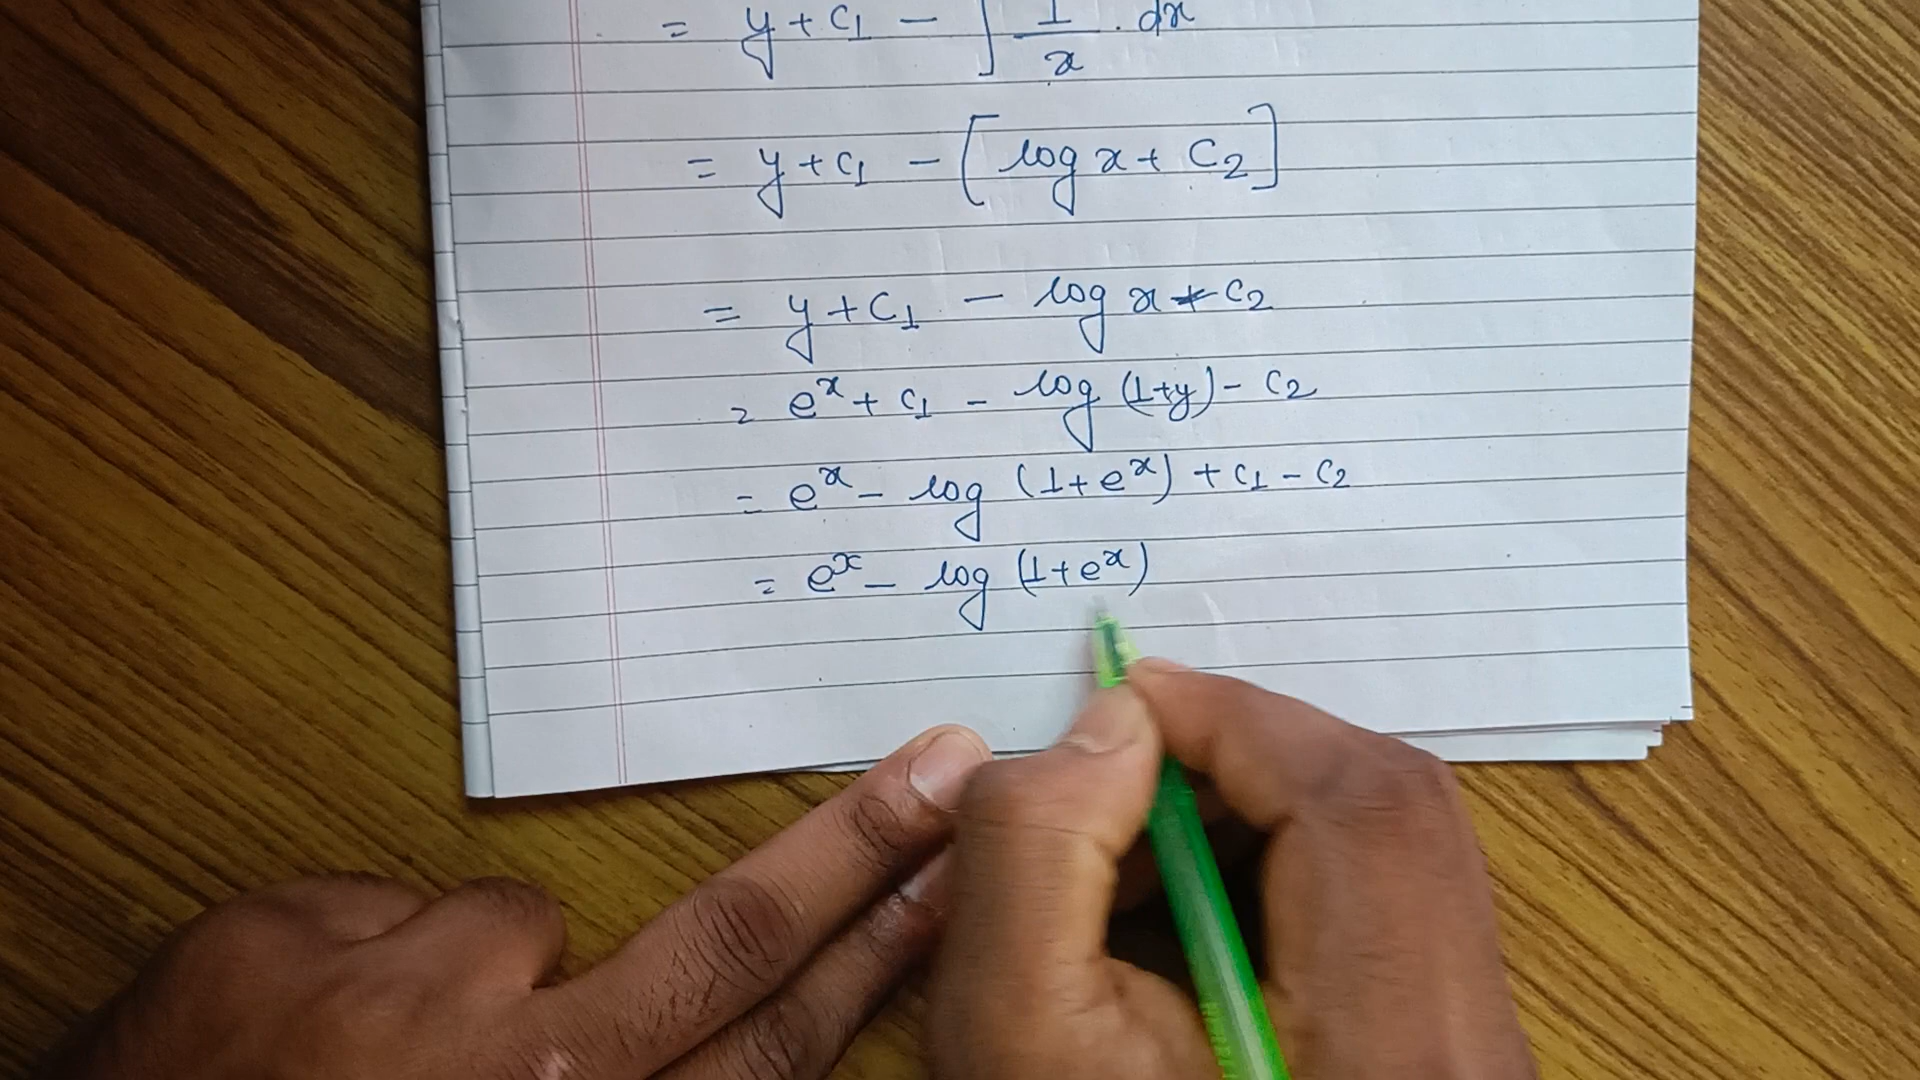 = y + c₁ - ∫ 1/x . dx
= y + c₁ - [log x + C₂]
= y + C₁ - log x - C₂
= eˣ + c₁ - log (1+y) - C₂
= eˣ - log (1+eˣ) + C₁ - C₂
= eˣ - log (1+eˣ)